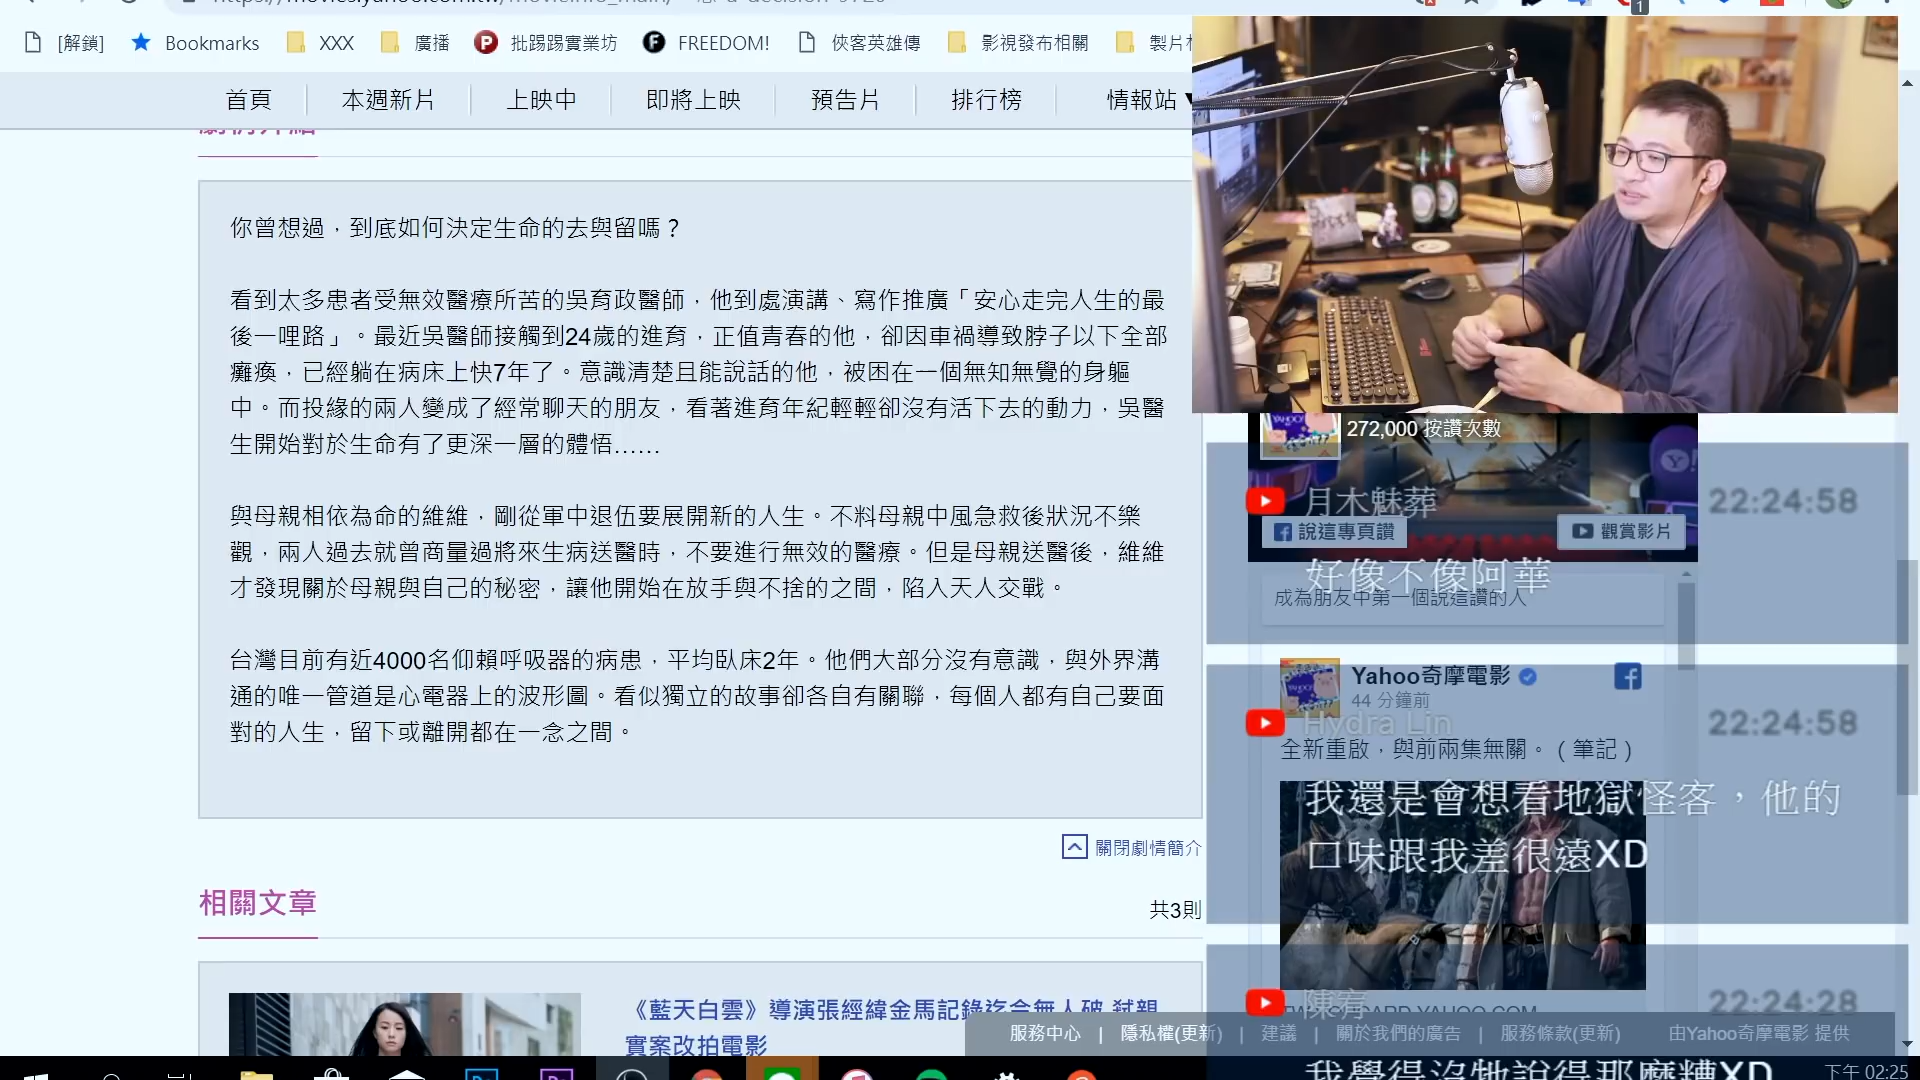 [解鎖]
Bookmarks
XXX
廣播
批踢踢實業坊
FREEDOM!
俠客英雄傳
影視發布相關
首頁
本週新片
上映中
即將上映
預告片
排行榜
情報站
你曾想過，到底如何決定生命的去與留嗎？
看到太多患者受無效醫療所苦的吳育政醫師，他到處演講、寫作推廣「安心走完人生的最
後一哩路」。最近吳醫師接觸到24歲的進育，正值青春的他，卻因車禍導致脖子以下全部
癱瘓，已經躺在病床上快7年了。意識清楚且能說話的他，被困在一個無知無覺的身軀
中。而投緣的兩人變成了經常聊天的朋友，看著進育年紀輕輕卻沒有活下去的動力，吳醫
生開始對於生命有了更深一層的體悟……
與母親相依為命的維維，剛從軍中退伍要展開新的人生。不料母親中風急救後狀況不樂
觀，兩人過去就曾商量過將來生病送醫時，不要進行無效的醫療。但是母親送醫後，維維
才發現關於母親與自己的秘密，讓他開始在放手與不捨的之間，陷入天人交戰。
台灣目前有近4000名仰賴呼吸器的病患，平均臥床2年。他們大部分沒有意識，與外界溝
通的唯一管道是心電器上的波形圖。看似獨立的故事卻各自有關聯，每個人都有自己要面
對的人生，留下或離開都在一念之間。
關閉劇情簡介
相關文章
共3則
《藍天白雲》導演張經緯金馬記錄迄今無人破 弒親
實案改拍電影
272,000 按讚次數
月木魅葬
22:24:58
說這專頁讚
觀賞影片
好像不像阿華
成為朋友中第一個說這讚的人
Yahoo奇摩電影
44 分鐘前
Hydra Lin
22:24:58
全新重啟，與前兩集無關。（筆記）
我還是會想看地獄怪客，他的
口味跟我差很遠XD
陳宥
22:24:28
服務中心 | 隱私權(更新) | 建議 | 關於我們的廣告 | 服務條款(更新) 由Yahoo奇摩電影 提供
我覺得沒牠說得那麼糟XD
下午 02:25